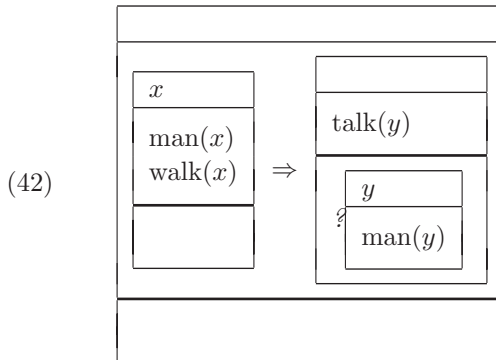 x
man(x)
walk(x)
⇒
talk(y)
y
?
man(y)
(42)